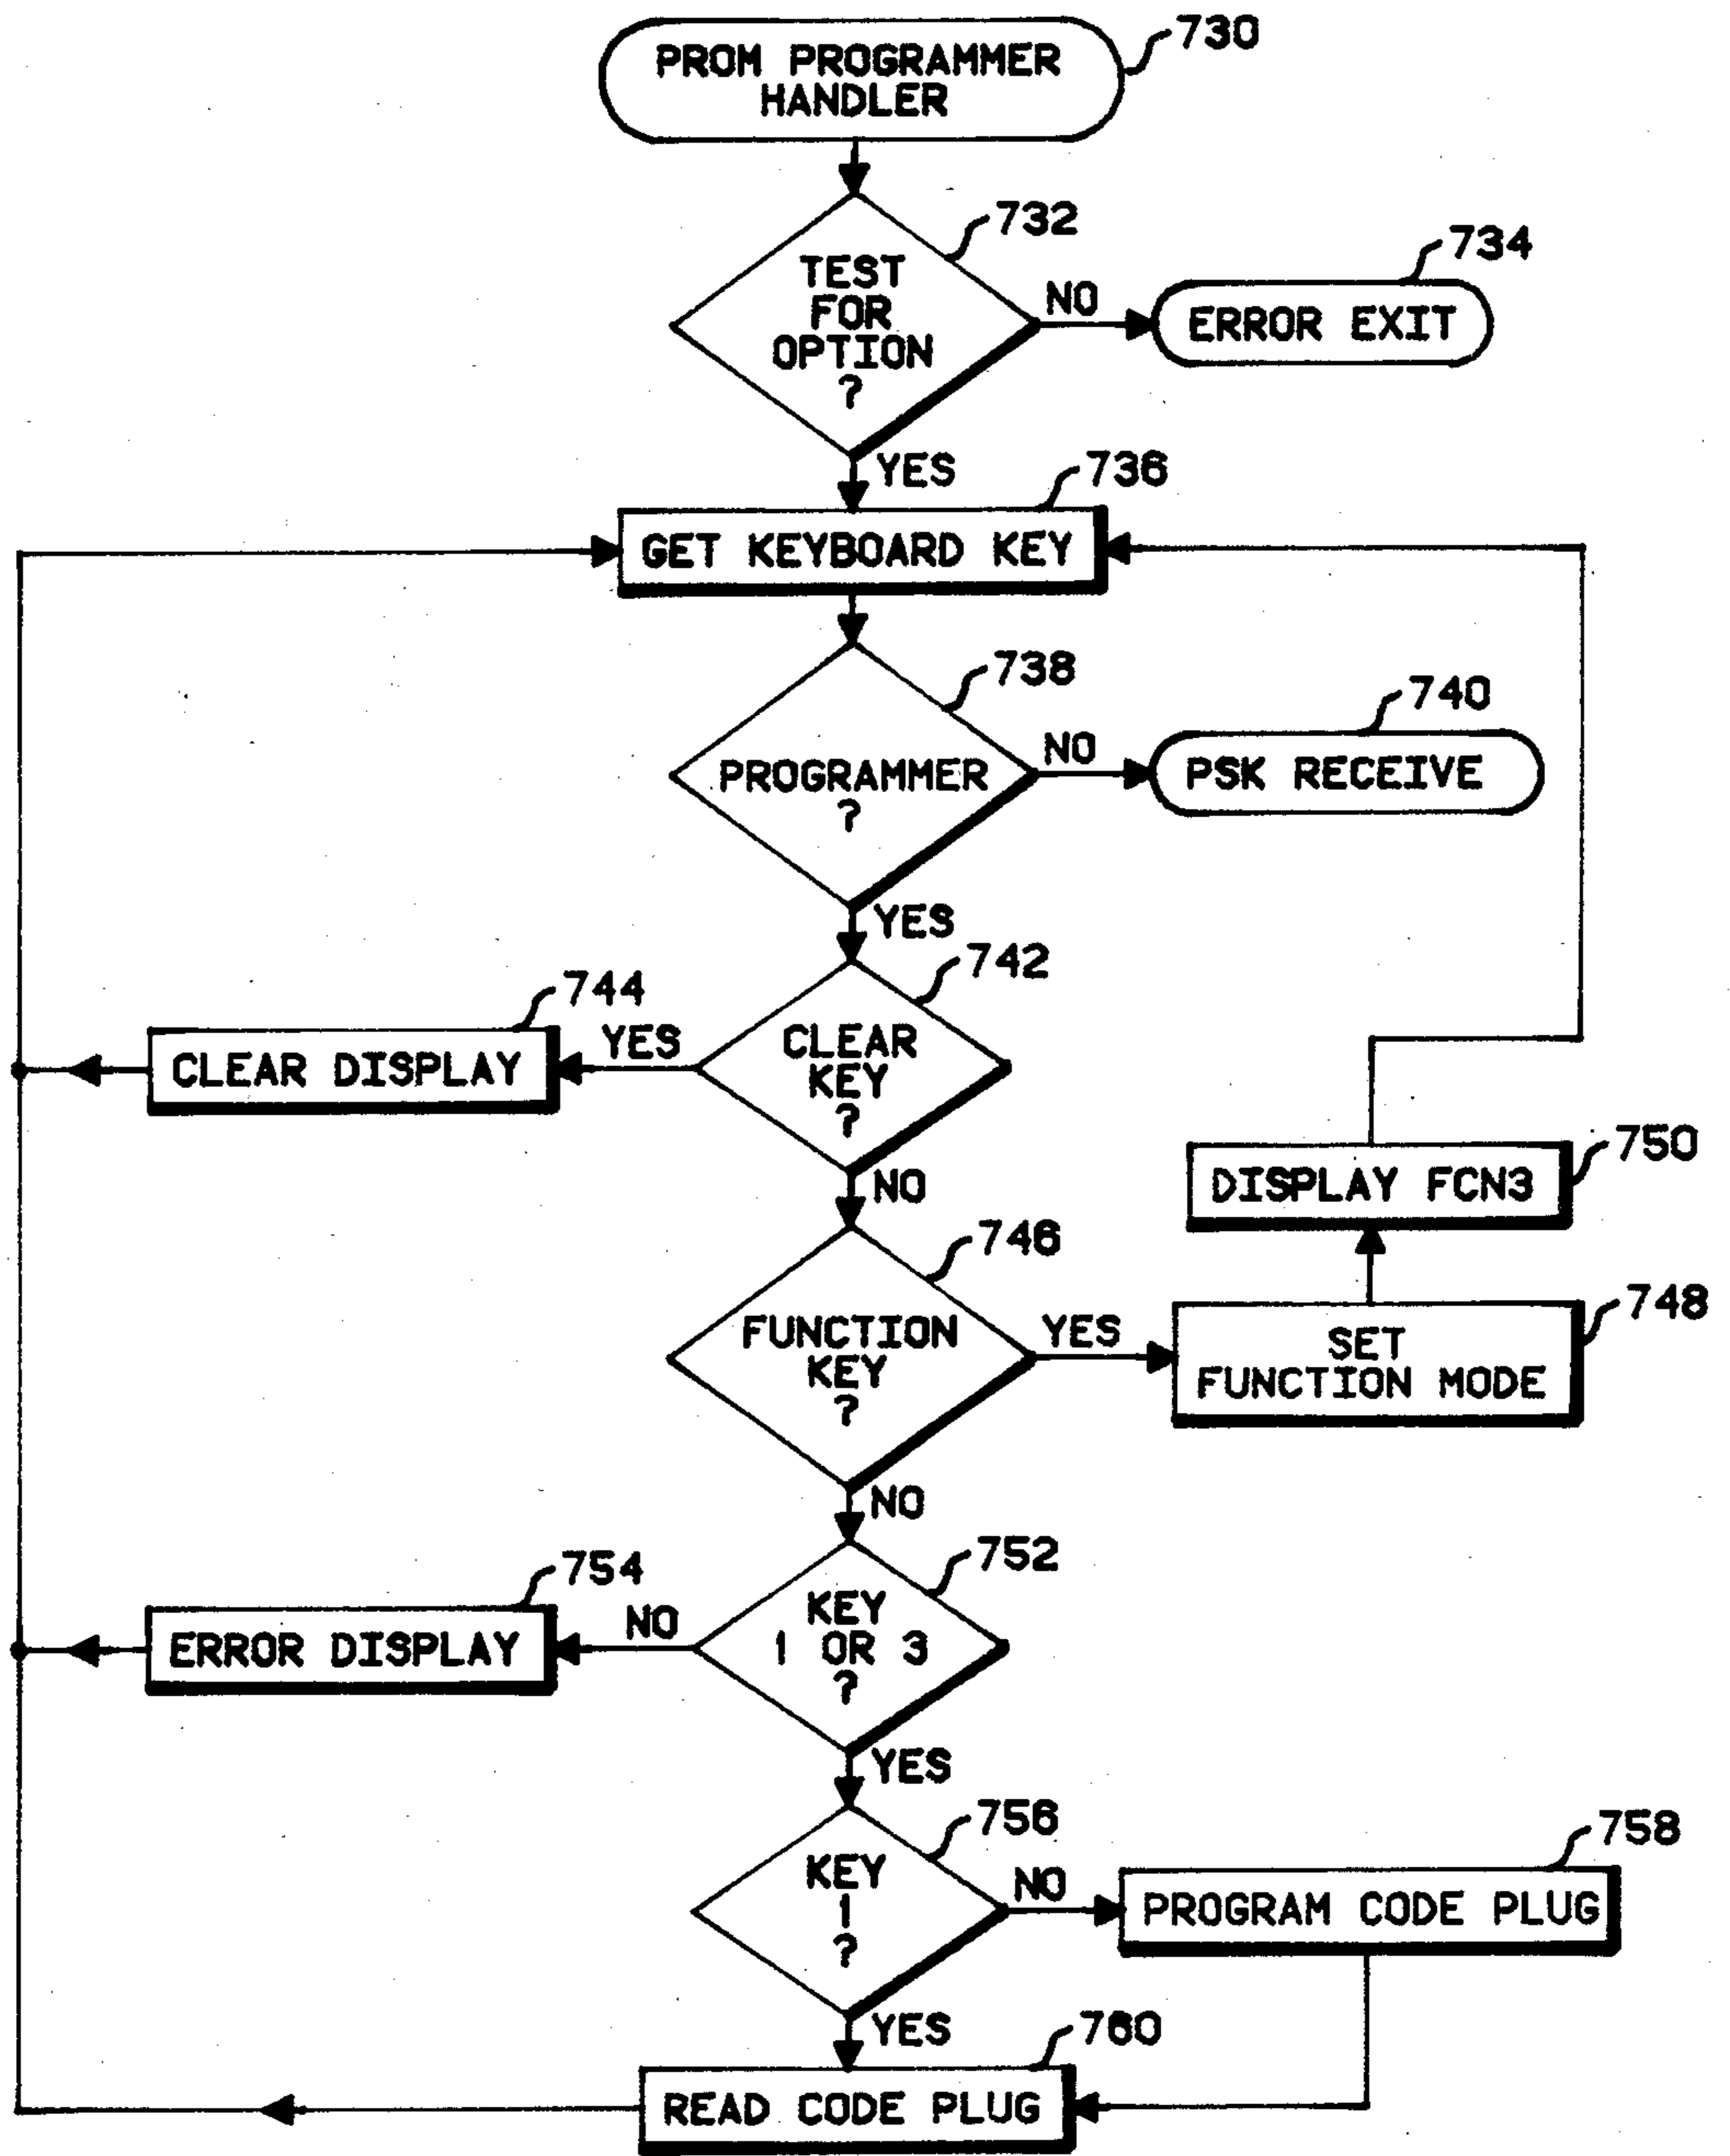 PROM PROGRAMMER
HANDLER
730
732
TEST
FOR
OPTION
?
NO
734
ERROR EXIT
YES
736
GET KEYBOARD KEY
738
PROGRAMMER
?
NO
740
PSK RECEIVE
YES
742
CLEAR
KEY
?
YES
744
CLEAR DISPLAY
NO
750
DISPLAY FCN3
746
FUNCTION
KEY
?
YES
748
SET
FUNCTION MODE
NO
752
KEY
1 OR 3
?
NO
754
ERROR DISPLAY
YES
756
KEY
1
?
NO
758
PROGRAM CODE PLUG
YES
760
READ CODE PLUG